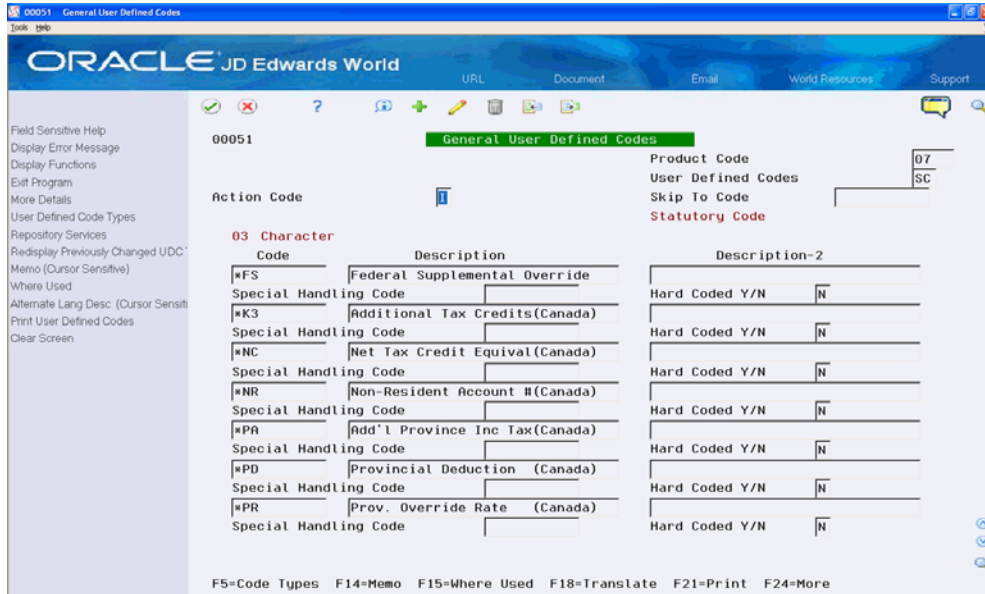 00051 General User Defined Codes
Tools Help
ORACLE JD Edwards World
URL Document Email World Resources Support
Field Sensitive Help
Display Error Message
Display Functions
Exit Program
More Details
User Defined Code Types
Repository Services
Redisplay Previously Changed UDC
Memo (Cursor Sensitive)
Where Used
Alternate Lang Desc (Cursor Sensiti
Print User Defined Codes
Clear Screen
00051 General User Defined Codes
Product Code 07
User Defined Codes SC
Action Code I Skip To Code
Statutory Code
03 Character
Code Description Description-2
*FS Federal Supplemental Override
Special Handling Code Hard Coded Y/N N
*K3 Additional Tax Credits(Canada)
Special Handling Code Hard Coded Y/N N
*NC Net Tax Credit Equival(Canada)
Special Handling Code Hard Coded Y/N N
*NR Non-Resident Account #(Canada)
Special Handling Code Hard Coded Y/N N
*PA Add'l Province Inc Tax(Canada)
Special Handling Code Hard Coded Y/N N
*PD Provincial Deduction (Canada)
Special Handling Code Hard Coded Y/N N
*PR Prov. Override Rate (Canada)
Special Handling Code Hard Coded Y/N N
F5=Code Types F14=Memo F15=Where Used F18=Translate F21=Print F24=More